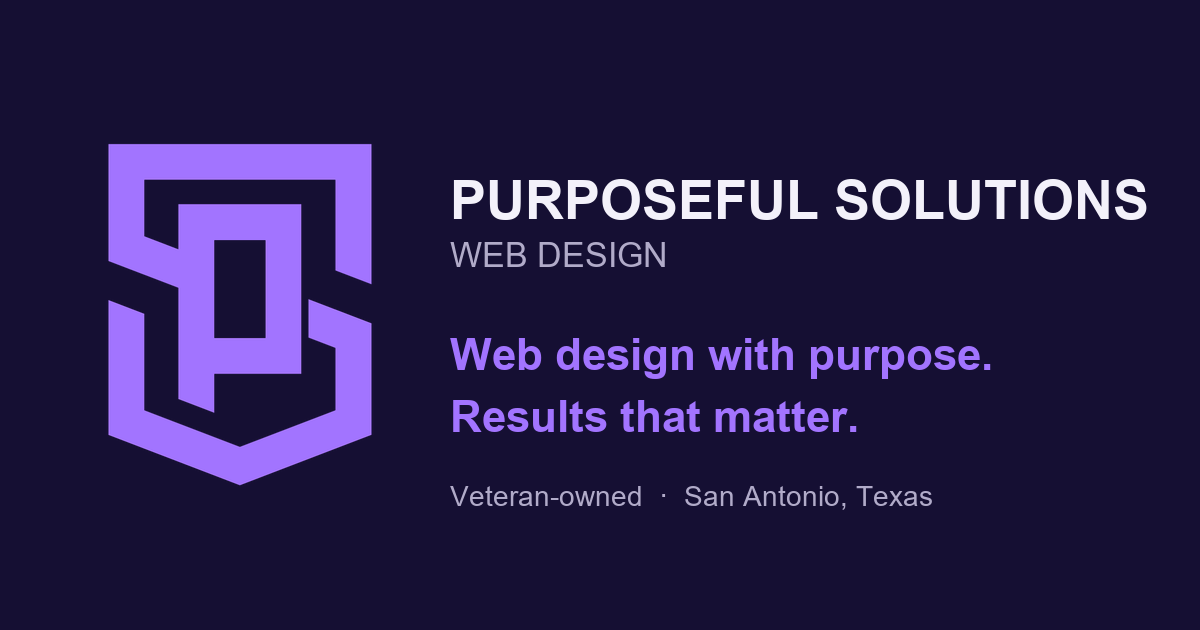 PURPOSEFUL SOLUTIONS
WEB DESIGN
Web design with purpose.
Results that matter.
Veteran-owned · San Antonio, Texas